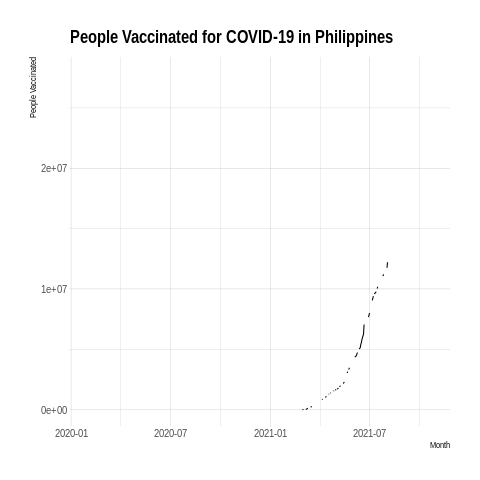 People Vaccinated for COVID-19 in Philippines
People Vaccinated
2e+07
1e+07
0e+00
2020-01
2020-07
2021-01
2021-07
Month